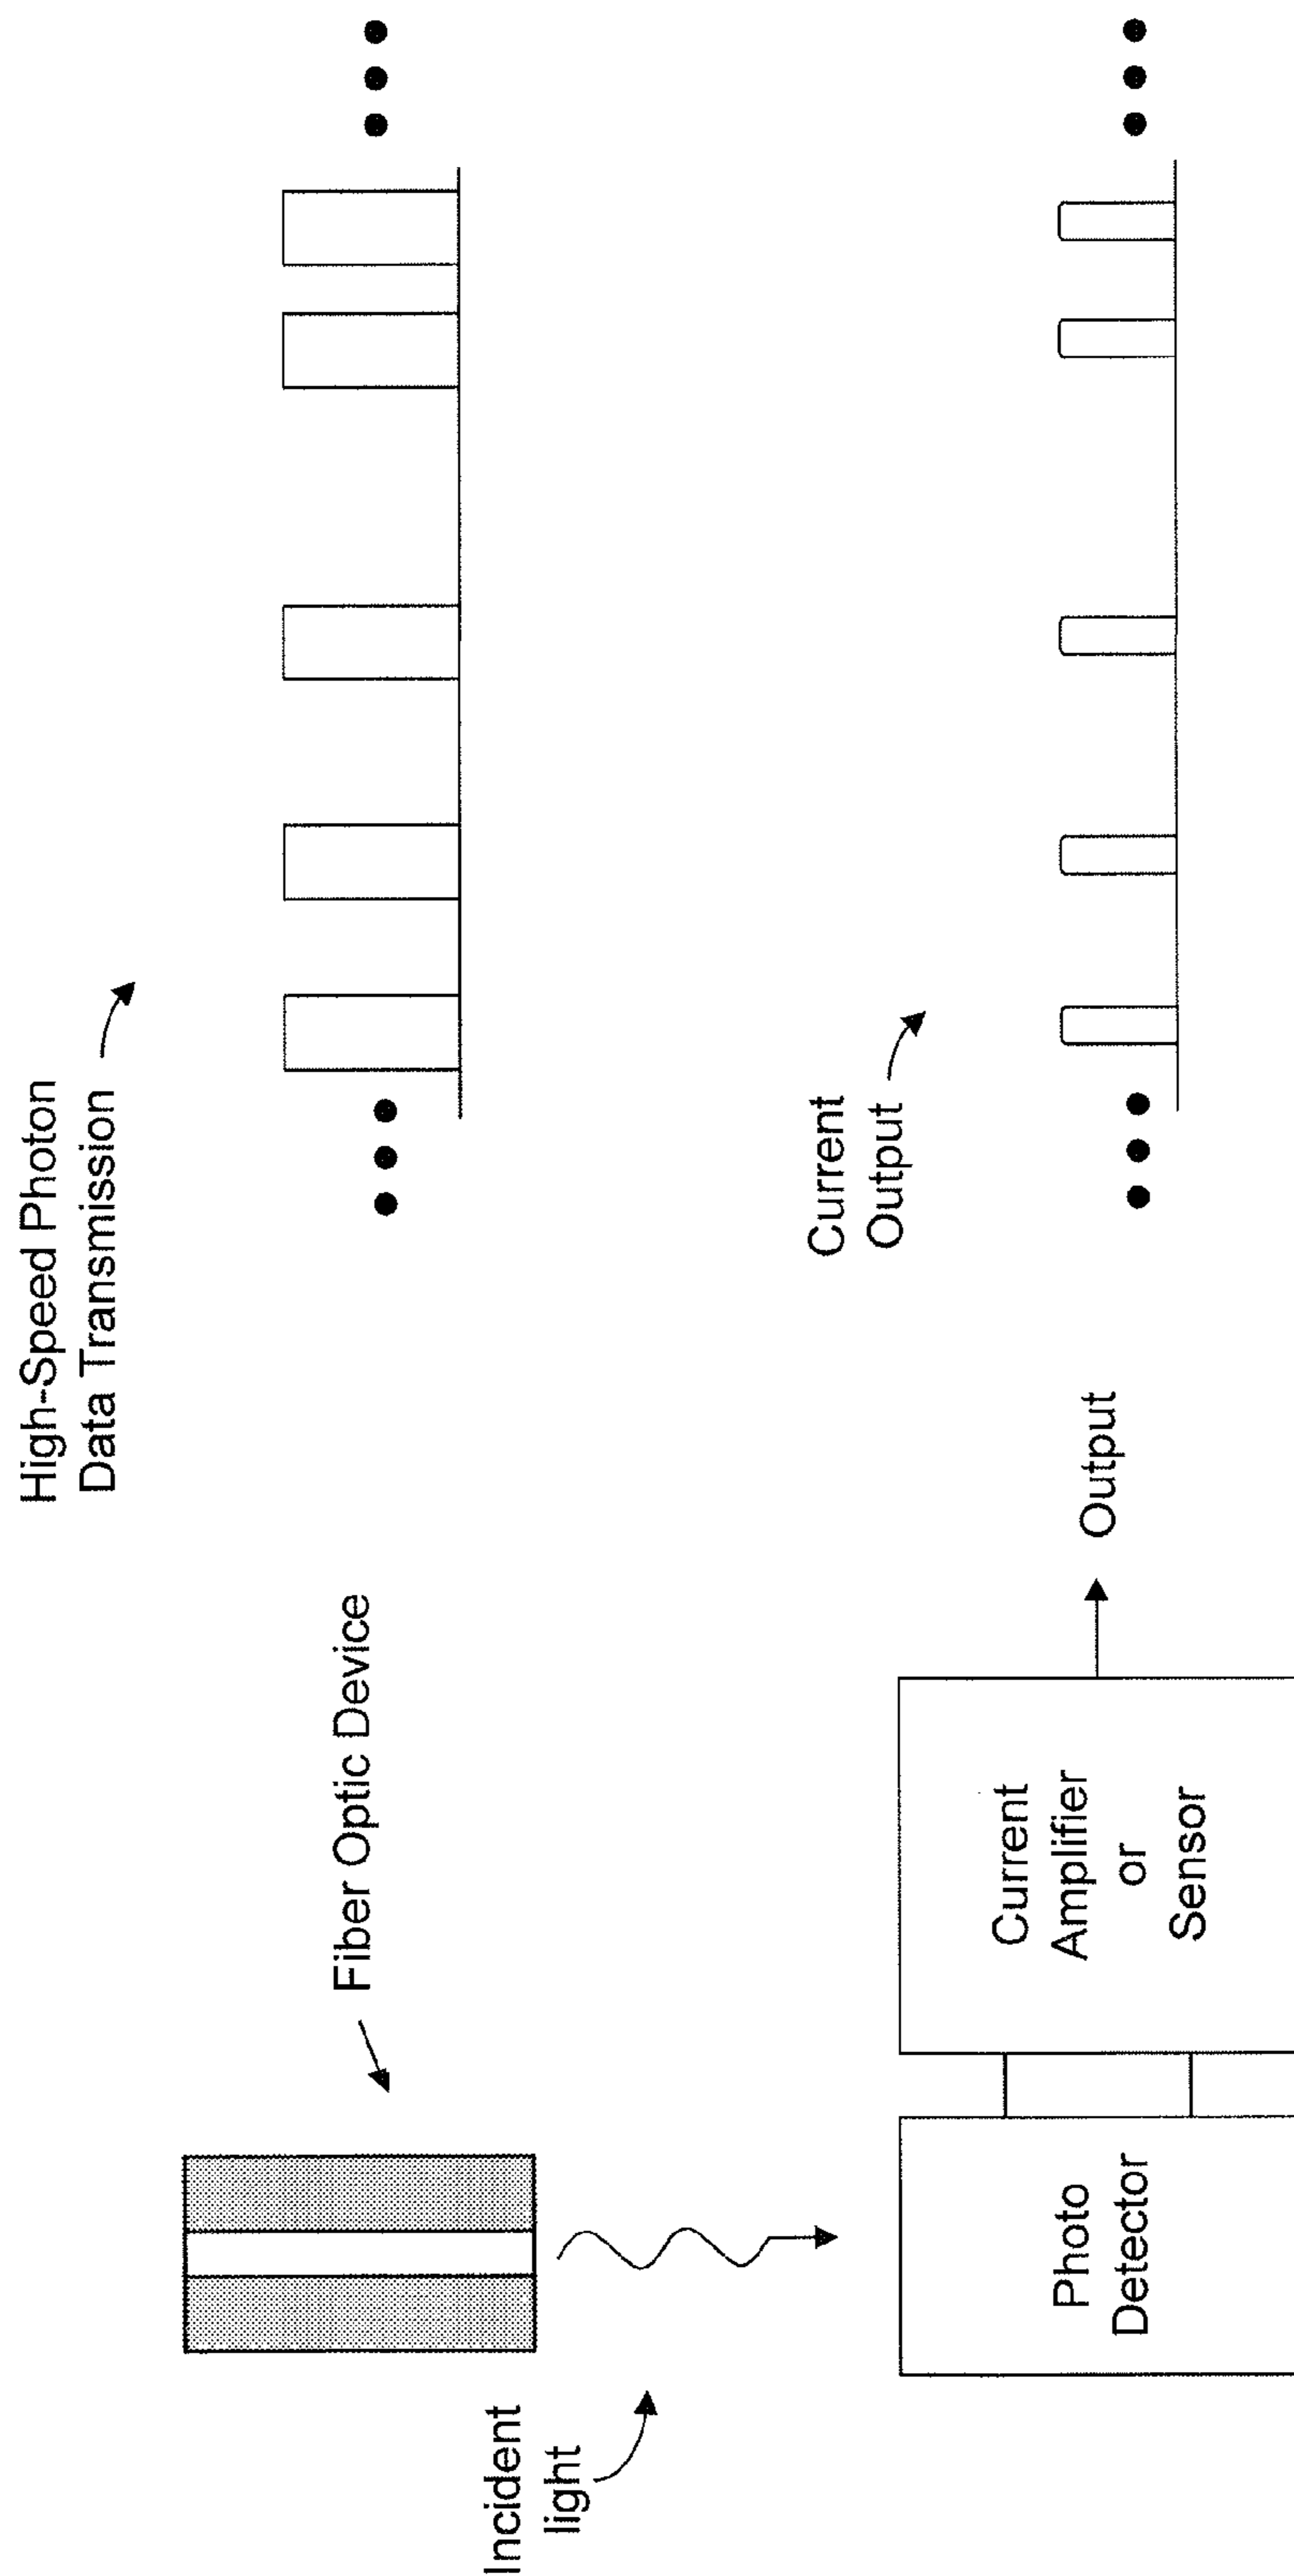 High-Speed Photon
Data Transmission
Fiber Optic Device
Incident
light
Current
Output
Photo
Detector
Current
Amplifier
or
Sensor
Output